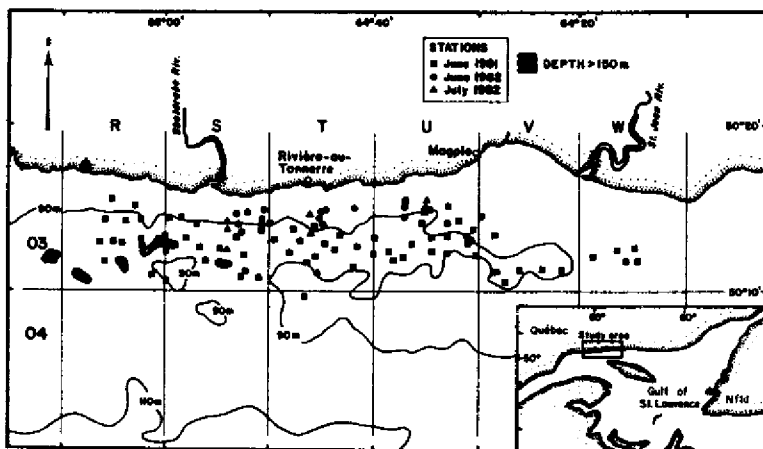 65°00'
64°40'
64°20'
STATIONS
■ June 1981
● June 1982
▲ July 1982
DEPTH > 150 m
R S T U V W
St. Jean Riv.
50°20'
Magpie
Rivière-au-
Tonnerre
90m
03
90m
50°10'
90m
90m
04
110m
Québec
Study area
50°
Gulf of
St. Lawrence
Nfld